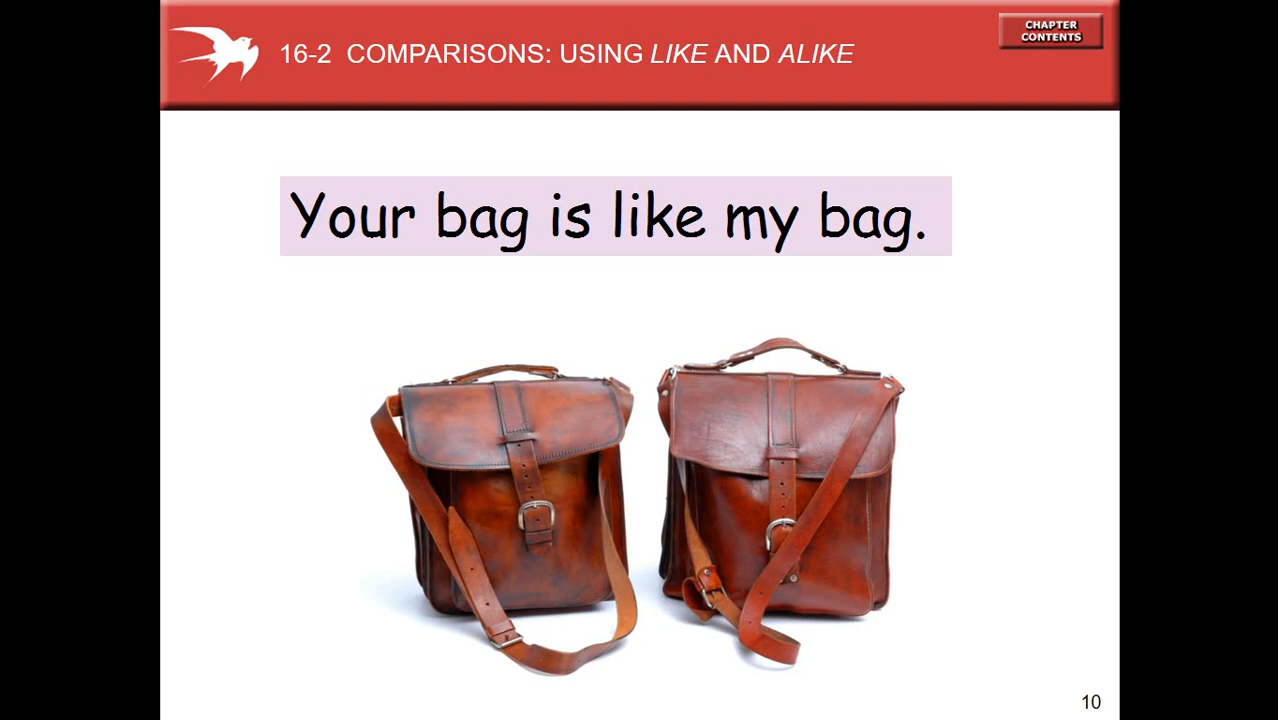 16-2 COMPARISONS: USING LIKE AND ALIKE
CHAPTER
CONTENTS
Your bag is like my bag.
10